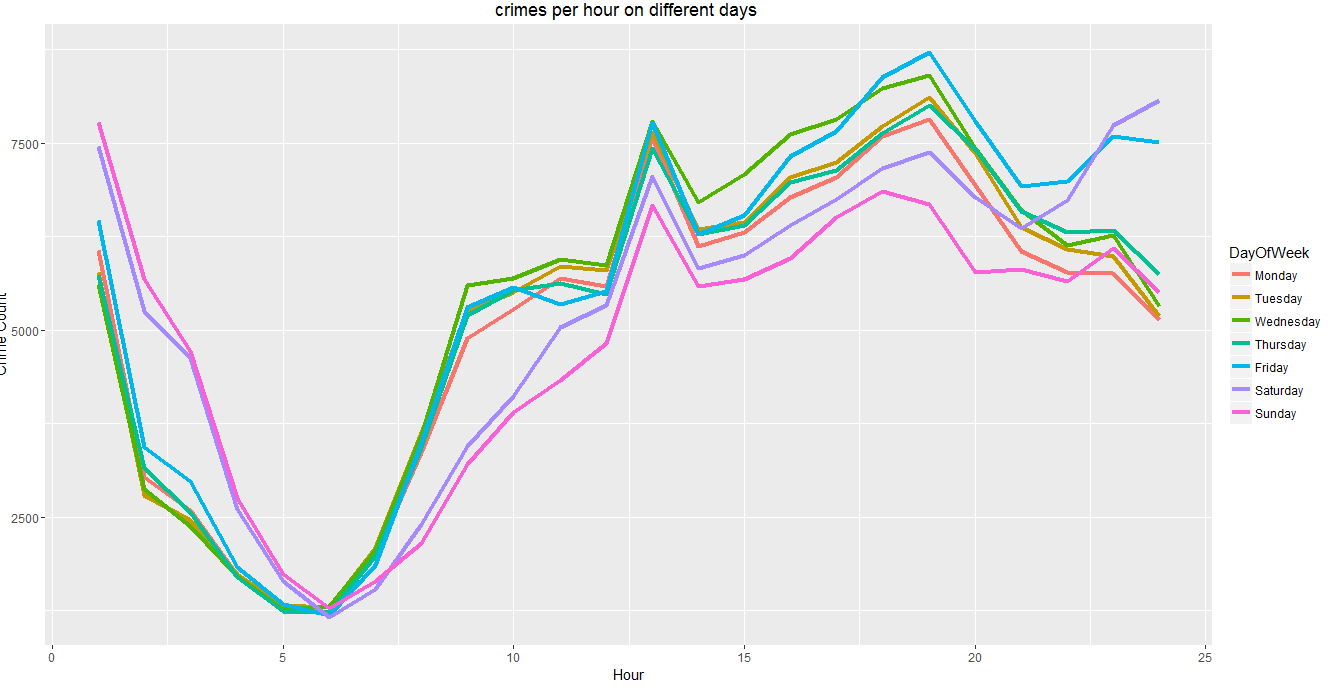 crimes per hour on different days
Crime Count
7500
5000
2500
0
5
10
15
20
25
Hour
DayOfWeek
Monday
Tuesday
Wednesday
Thursday
Friday
Saturday
Sunday